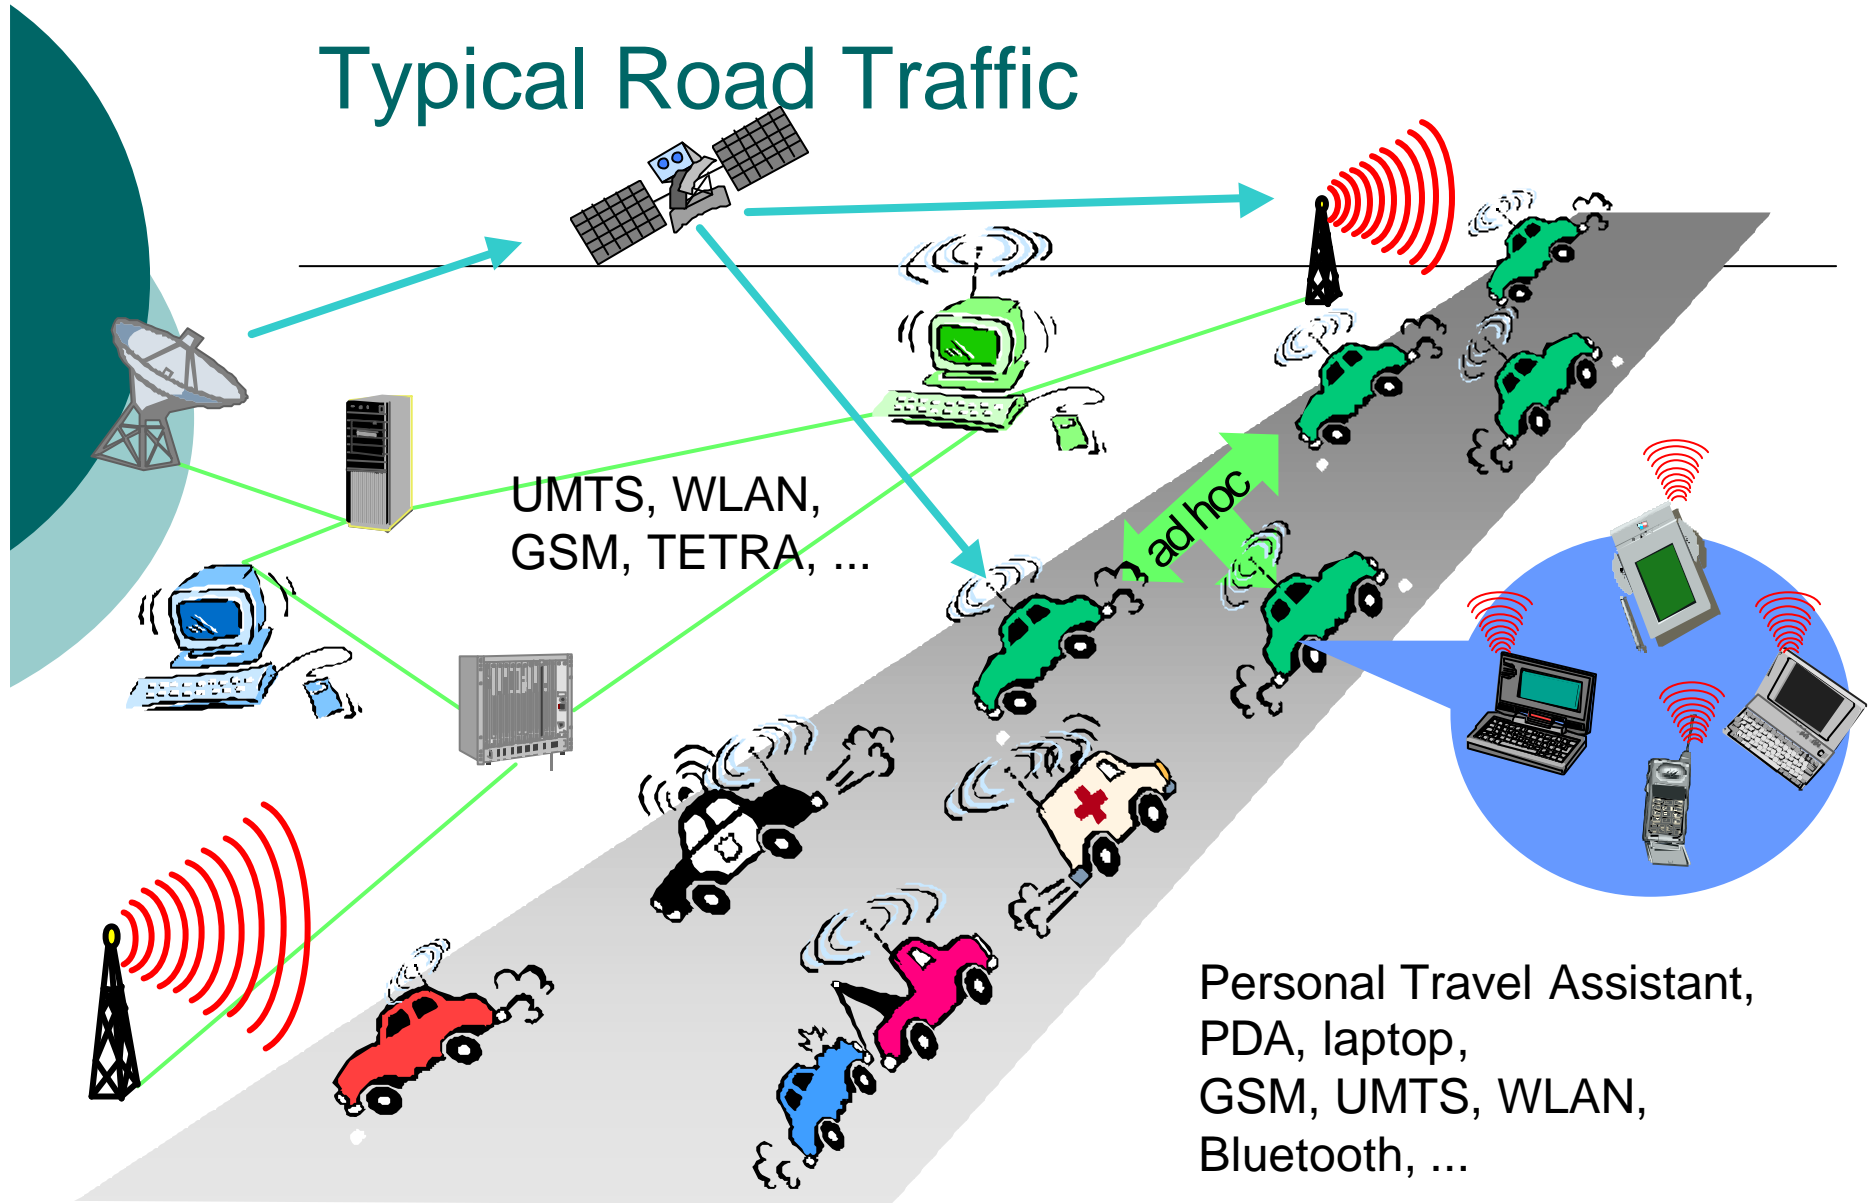 Typical Road Traffic
UMTS, WLAN,
GSM, TETRA, ...
ad hoc
Personal Travel Assistant,
PDA, laptop,
GSM, UMTS, WLAN,
Bluetooth, ...